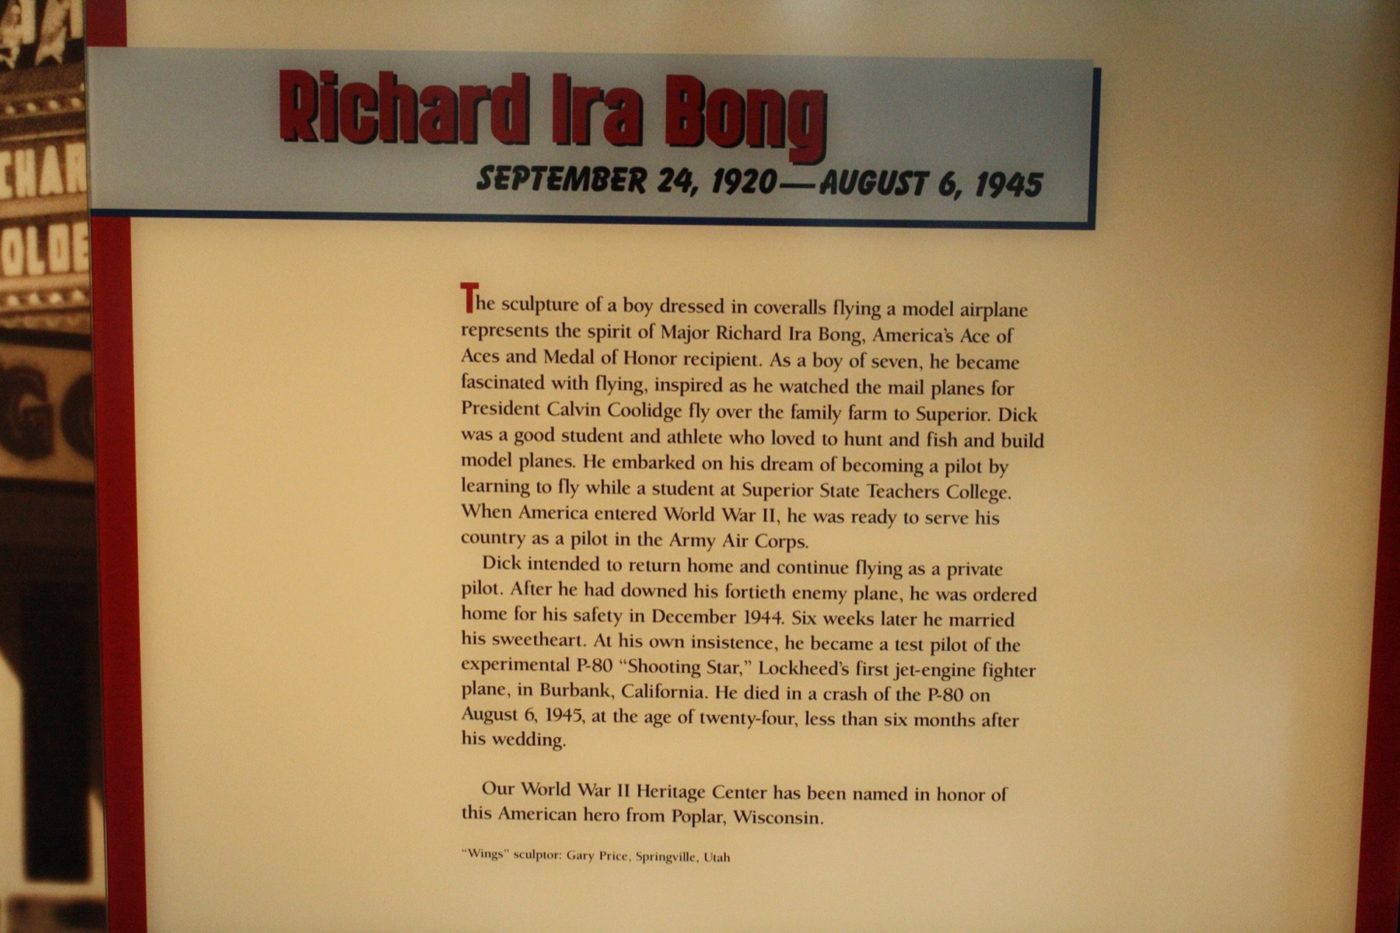 Richard Ira Bong
SEPTEMBER 24, 1920—AUGUST 6, 1945
CHAR
OLDE
The sculpture of a boy dressed in coveralls flying a model airplane
represents the spirit of Major Richard Ira Bong, America's Ace of
Aces and Medal of Honor recipient. As a boy of seven, he became
fascinated with flying, inspired as he watched the mail planes for
President Calvin Coolidge fly over the family farm to Superior. Dick
was a good student and athlete who loved to hunt and fish and build
model planes. He embarked on his dream of becoming a pilot by
learning to fly while a student at Superior State Teachers College.
When America entered World War II, he was ready to serve his
country as a pilot in the Army Air Corps.
Dick intended to return home and continue flying as a private
pilot. After he had downed his fortieth enemy plane, he was ordered
home for his safety in December 1944. Six weeks later he married
his sweetheart. At his own insistence, he became a test pilot of the
experimental P-80 “Shooting Star,” Lockheed's first jet-engine fighter
plane, in Burbank, California. He died in a crash of the P-80 on
August 6, 1945, at the age of twenty-four, less than six months after
his wedding.
Our World War II Heritage Center has been named in honor of
this American hero from Poplar, Wisconsin.
“Wings” sculptor: Gary Price, Springville, Utah